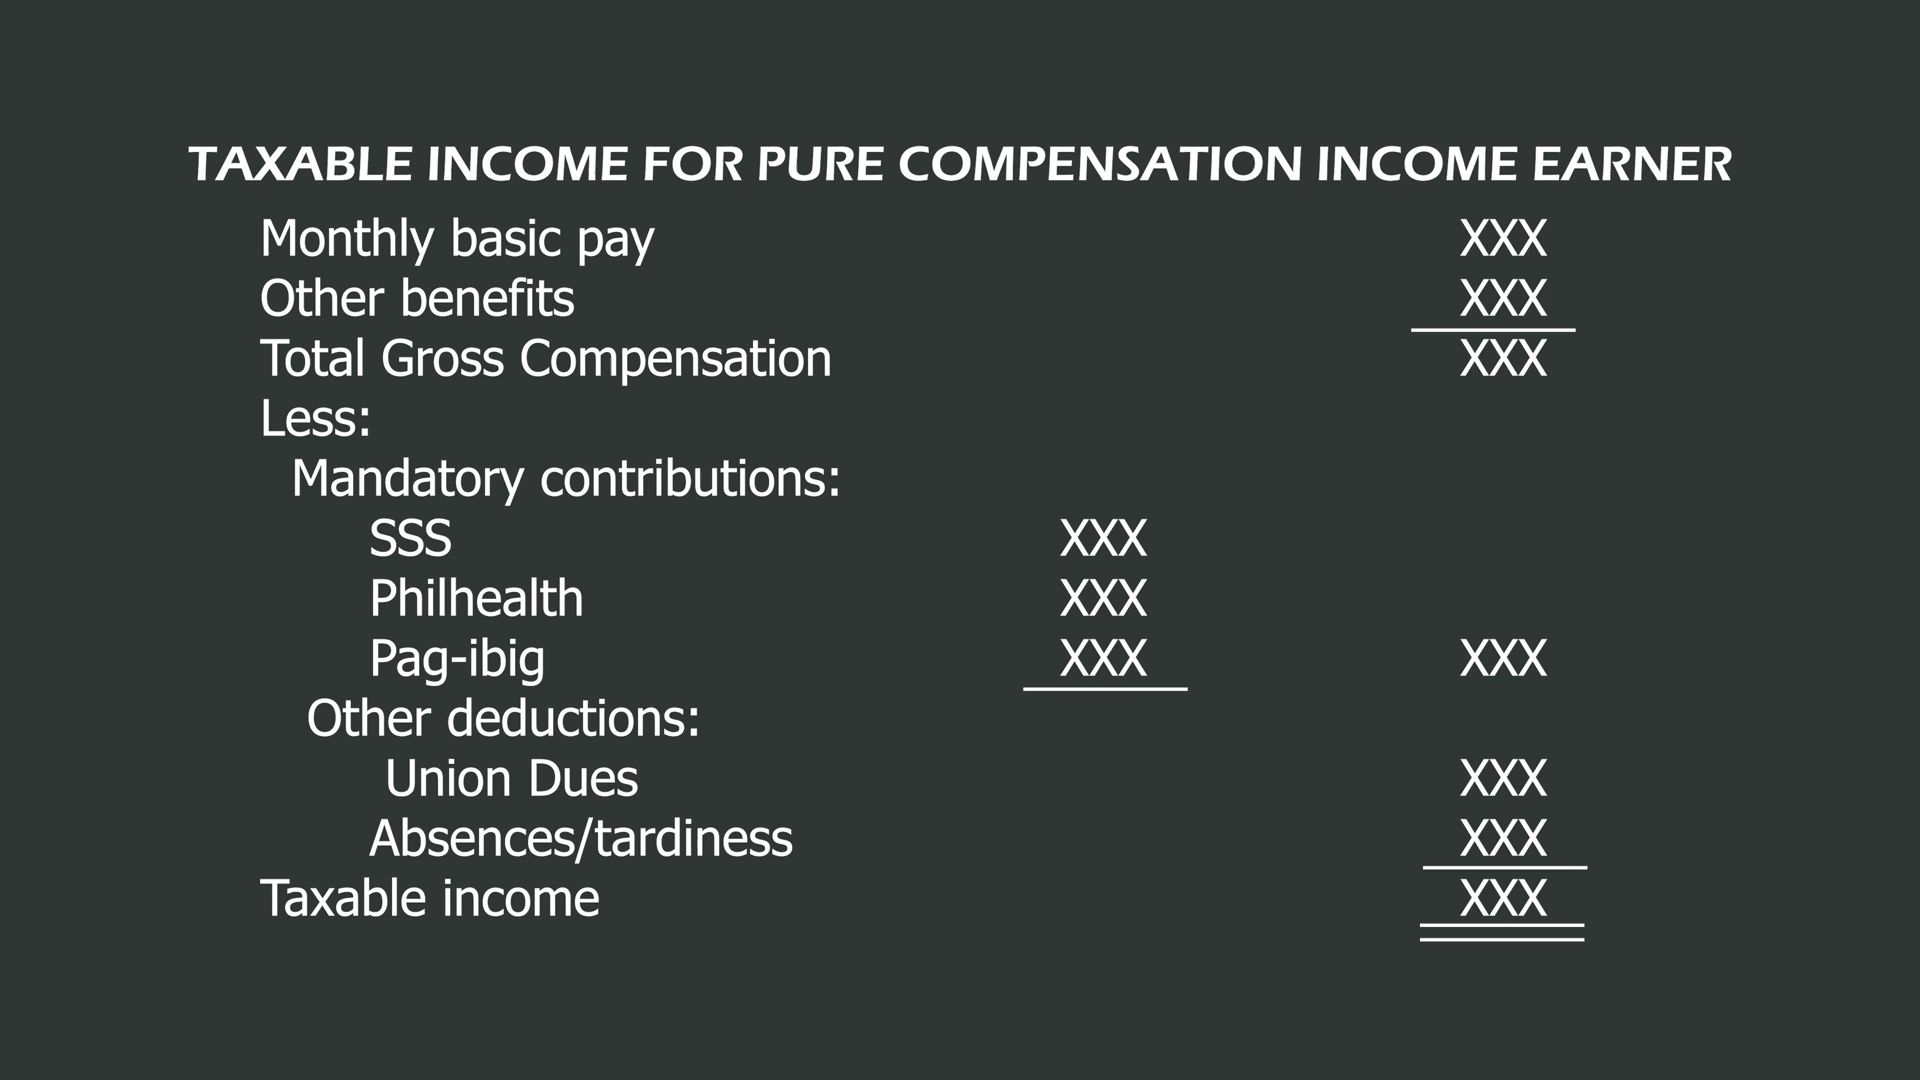 TAXABLE INCOME FOR PURE COMPENSATION INCOME EARNER
Monthly basic pay XXX
Other benefits XXX
Total Gross Compensation XXX
Less:
Mandatory contributions:
SSS XXX
Philhealth XXX
Pag-ibig XXX XXX
Other deductions:
Union Dues XXX
Absences/tardiness XXX
Taxable income XXX